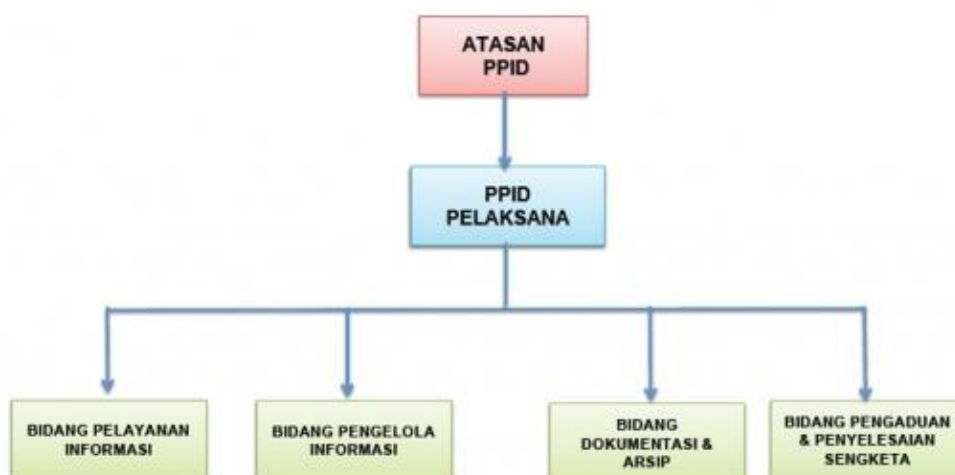 ATASAN
PPID
PPID
PELAKSANA
BIDANG PELAYANAN
INFORMASI
BIDANG PENGELOLA
INFORMASI
BIDANG
DOKUMENTASI &
ARSIP
BIDANG PENGADUAN
& PENYELESAIAN
SENGKETA